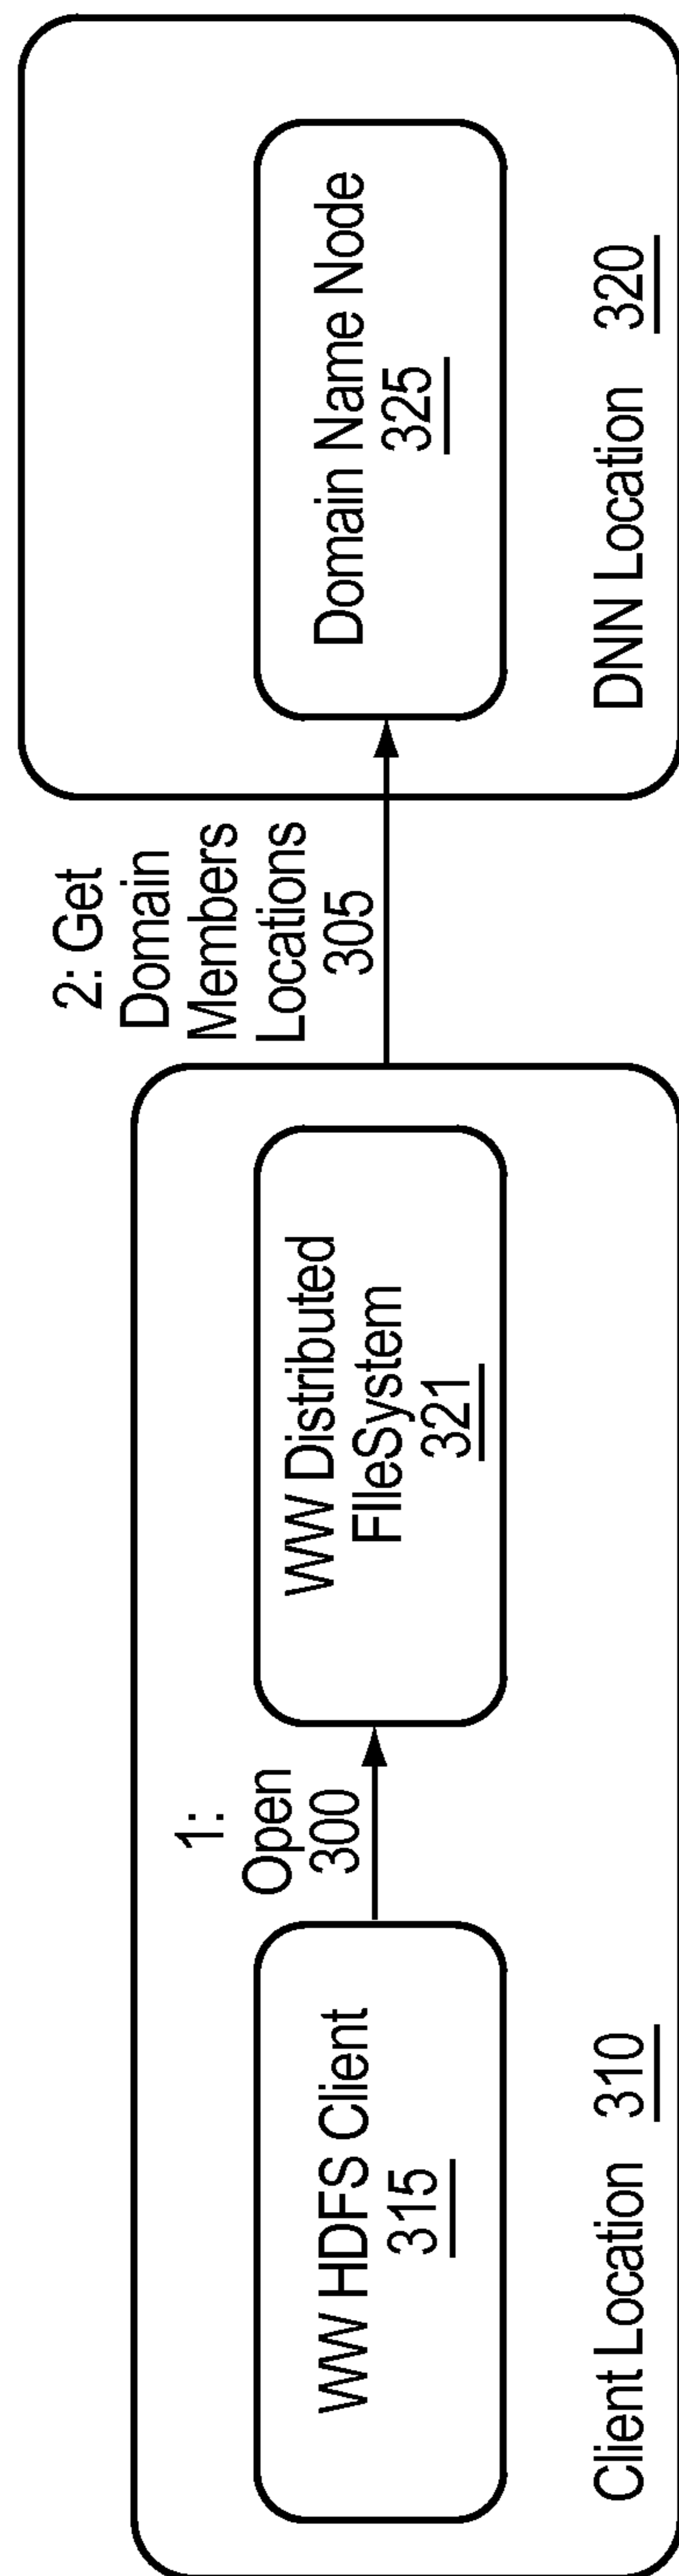 WW HDFS Client
315
1:
Open
300
WW Distributed
FIleSystem
321
Client Location 310
2: Get
Domain
Members
Locations
305
Domain Name Node
325
DNN Location 320